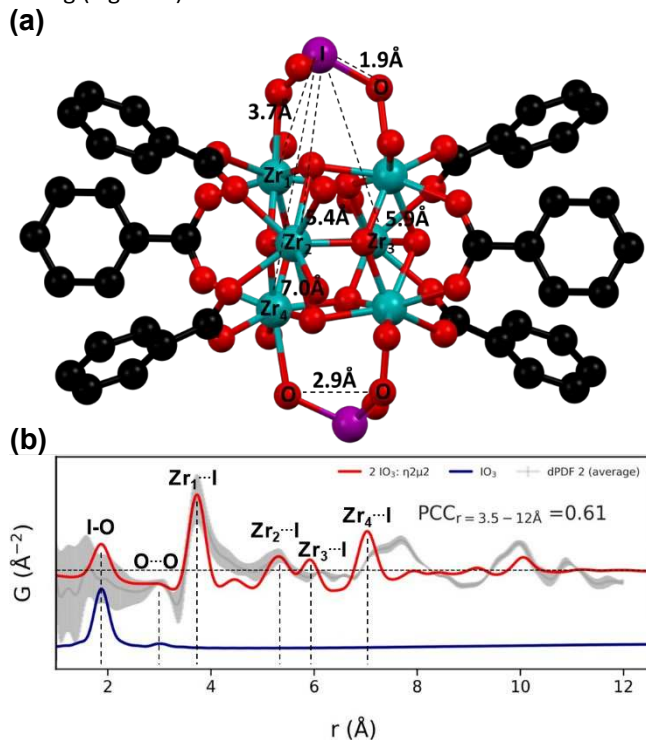 (a)
I
1.9Å
O
3.7Å
Zr1
5.4Å
5.9Å
Zr2
Zr3
7.0Å
Zr4
2.9Å
O
O
(b)
2 IO3: η2μ2
IO3
dPDF 2 (average)
Zr1···I
PCCr=3.5−12Å =0.61
I-O
O···O
Zr2···I
Zr3···I
Zr4···I
G (Å−2)
2
4
6
8
10
12
r (Å)